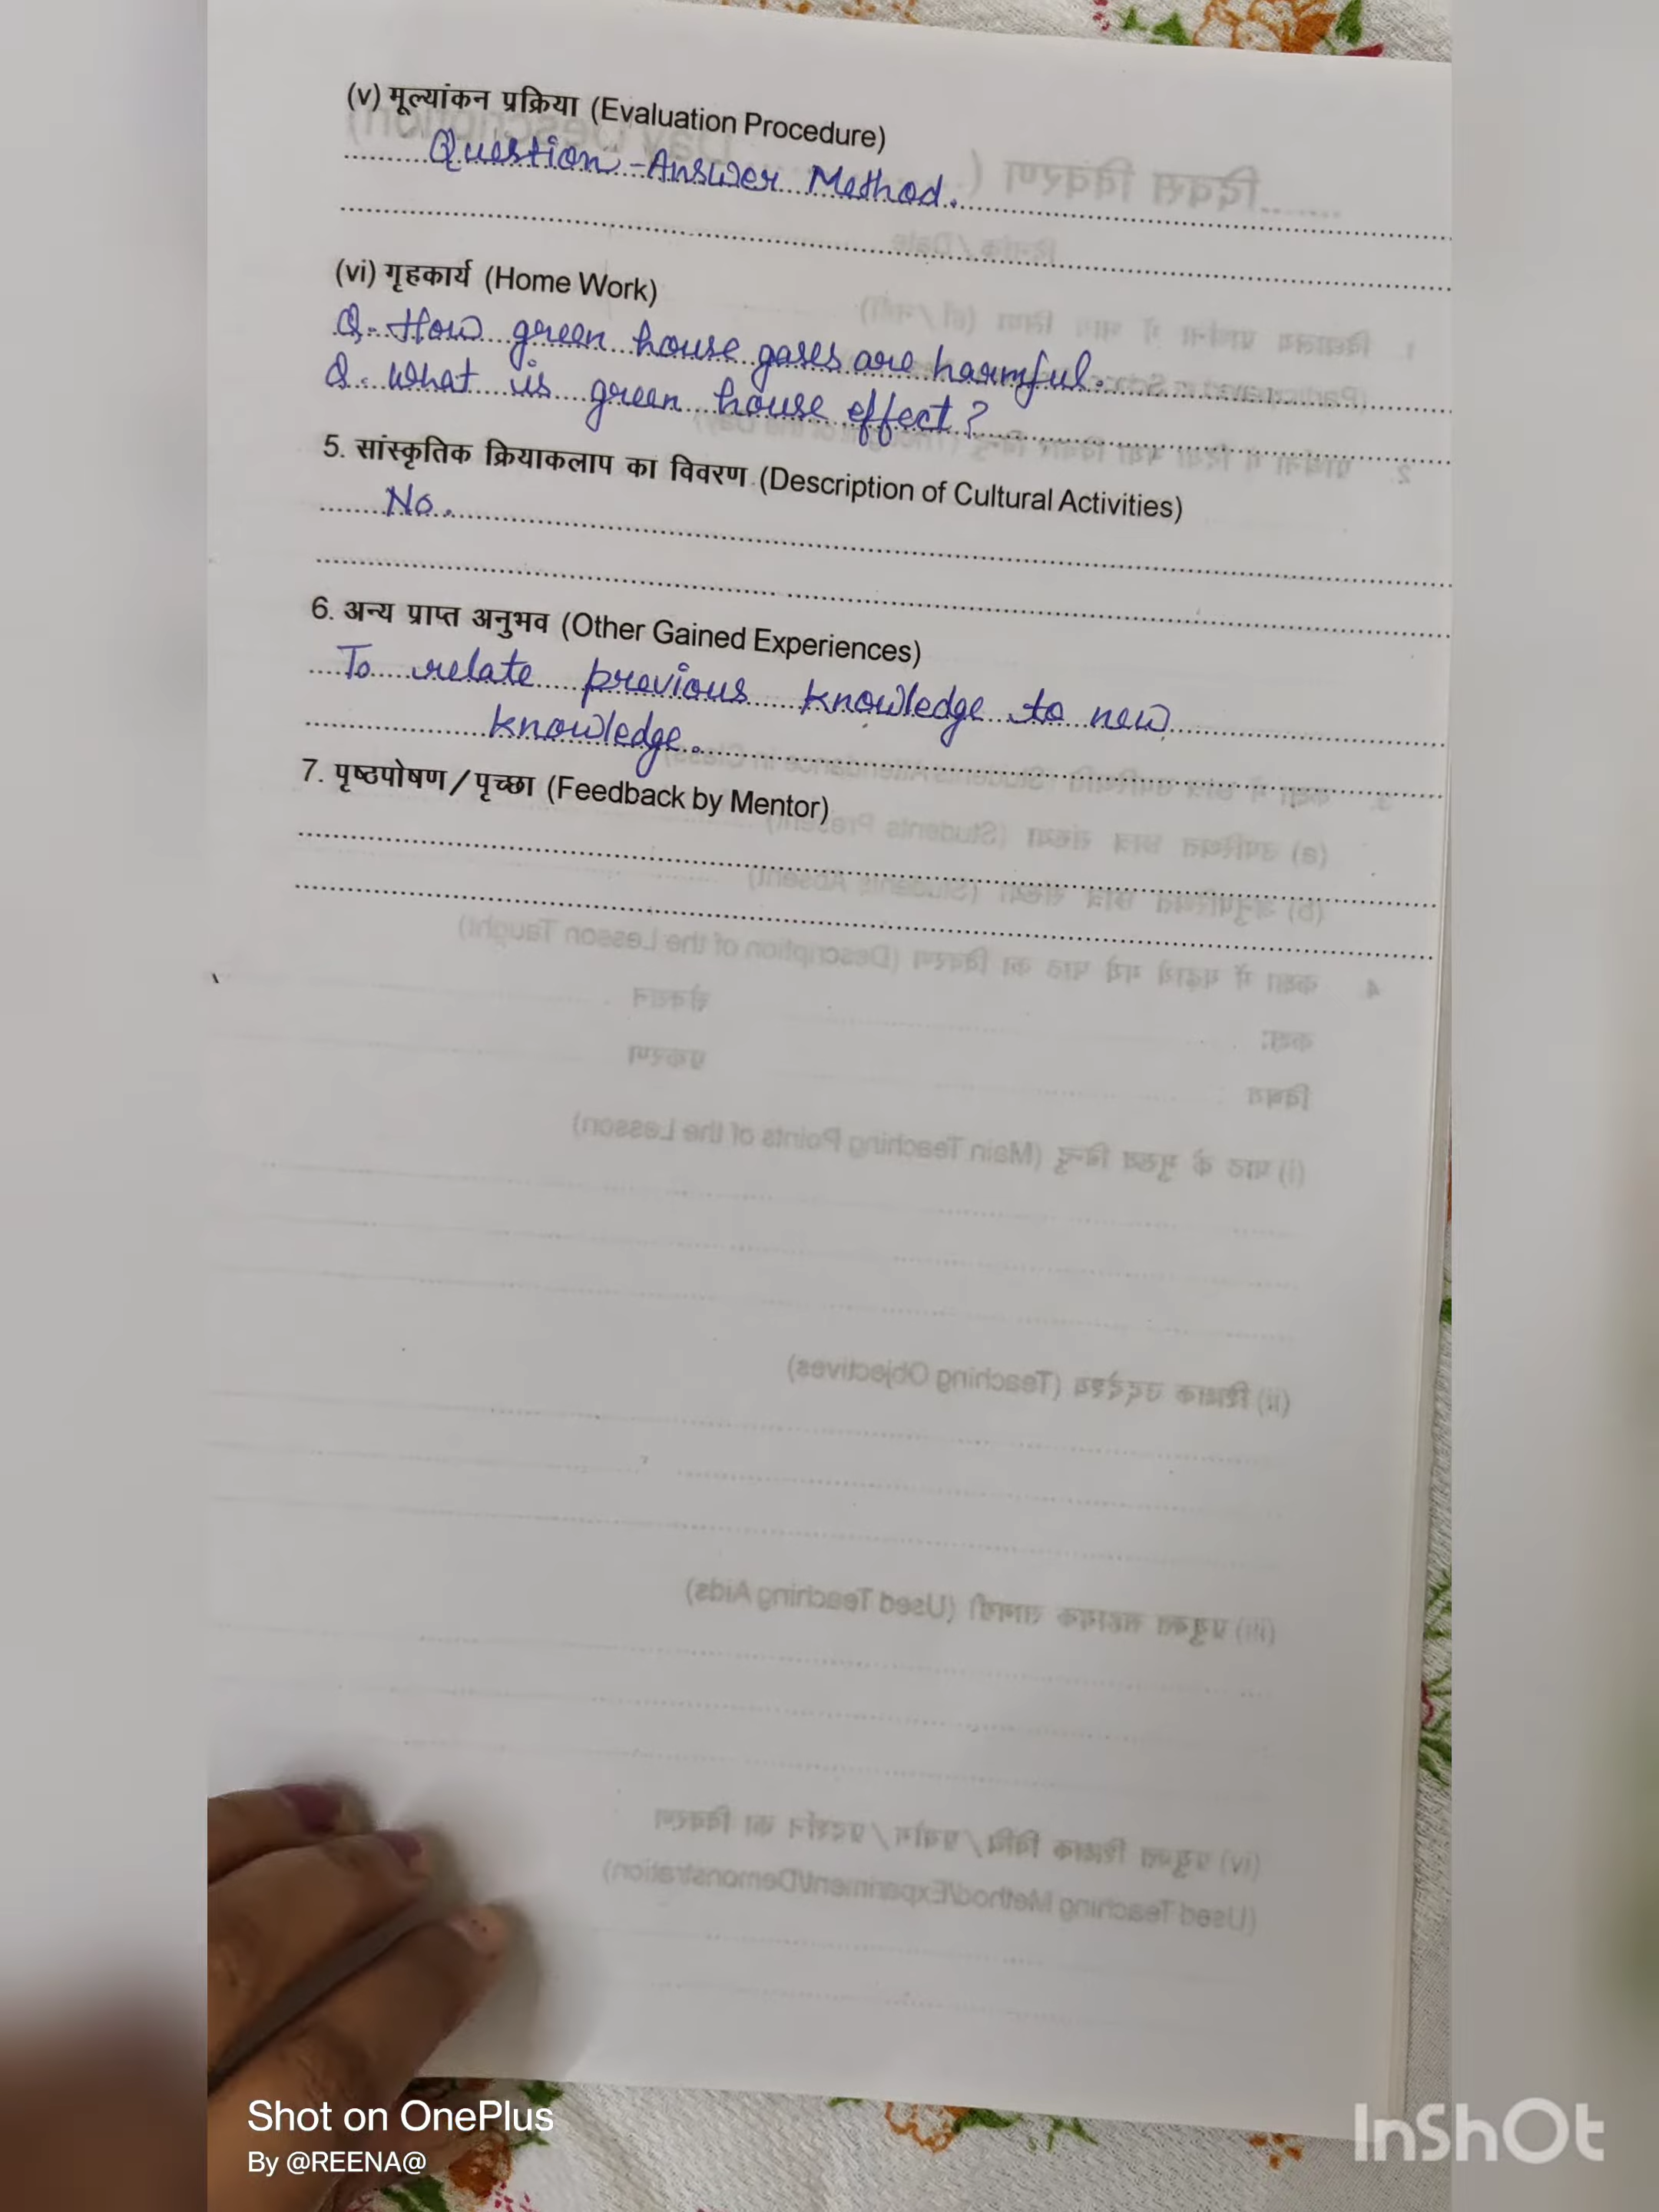 (v) मूल्यांकन प्रक्रिया (Evaluation Procedure)
Question-Answer Method.
(vi) गृहकार्य (Home Work)
Q. How green house gases are harmful.
Q. What is green house effect?
5. सांस्कृतिक क्रियाकलाप का विवरण (Description of Cultural Activities)
No.
6. अन्य प्राप्त अनुभव (Other Gained Experiences)
To relate previous knowledge to new
knowledge.
7. पृष्ठपोषण / पृच्छा (Feedback by Mentor)
Shot on OnePlus
By @REENA@
InShOt